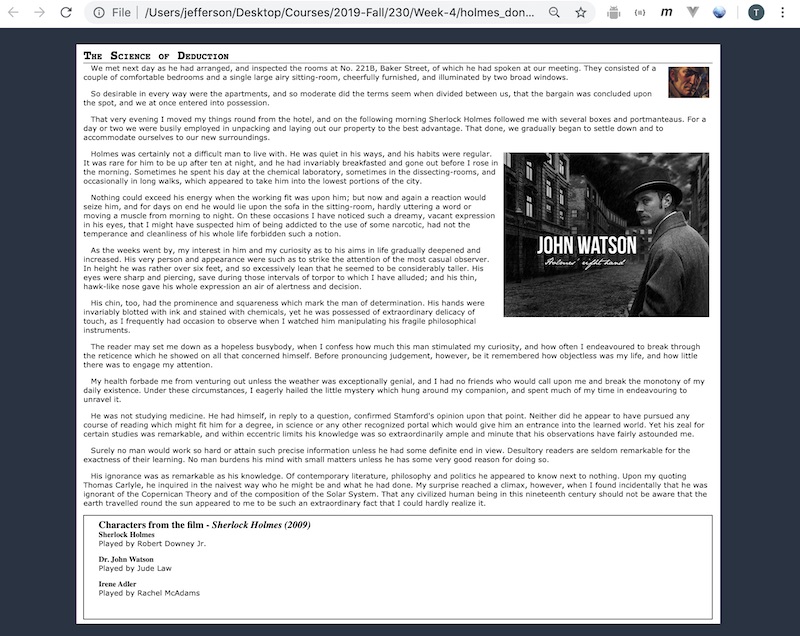 File
/Users/jefferson/Desktop/Courses/2019-Fall/230/Week-4/holmes_don...
m
T
The Science of Deduction
We met next day as he had arranged, and inspected the rooms at No. 221B, Baker Street, of which he had spoken at our meeting. They consisted of a
couple of comfortable bedrooms and a single large airy sitting-room, cheerfully furnished, and illuminated by two broad windows.
So desirable in every way were the apartments, and so moderate did the terms seem when divided between us, that the bargain was concluded upon
the spot, and we at once entered into possession.
That very evening I moved my things round from the hotel, and on the following morning Sherlock Holmes followed me with several boxes and portmanteaus. For a
day or two we were busily employed in unpacking and laying out our property to the best advantage. That done, we gradually began to settle down and to
accommodate ourselves to our new surroundings.
Holmes was certainly not a difficult man to live with. He was quiet in his ways, and his habits were regular.
It was rare for him to be up after ten at night, and he had invariably breakfasted and gone out before I rose in
the morning. Sometimes he spent his day at the chemical laboratory, sometimes in the dissecting-rooms, and
occasionally in long walks, which appeared to take him into the lowest portions of the city.
Nothing could exceed his energy when the working fit was upon him; but now and again a reaction would
seize him, and for days on end he would lie upon the sofa in the sitting-room, hardly uttering a word or
moving a muscle from morning to night. On these occasions I have noticed such a dreamy, vacant expression
in his eyes, that I might have suspected him of being addicted to the use of some narcotic, had not the
temperance and cleanliness of his whole life forbidden such a notion.
As the weeks went by, my interest in him and my curiosity as to his aims in life gradually deepened and
increased. His very person and appearance were such as to strike the attention of the most casual observer.
In height he was rather over six feet, and so excessively lean that he seemed to be considerably taller. His
eyes were sharp and piercing, save during those intervals of torpor to which I have alluded; and his thin,
hawk-like nose gave his whole expression an air of alertness and decision.
His chin, too, had the prominence and squareness which mark the man of determination. His hands were
invariably blotted with ink and stained with chemicals, yet he was possessed of extraordinary delicacy of
touch, as I frequently had occasion to observe when I watched him manipulating his fragile philosophical
instruments.
JOHN WATSON
Holmes' right hand
The reader may set me down as a hopeless busybody, when I confess how much this man stimulated my curiosity, and how often I endeavoured to break through
the reticence which he showed on all that concerned himself. Before pronouncing judgement, however, be it remembered how objectless was my life, and how little
there was to engage my attention.
My health forbade me from venturing out unless the weather was exceptionally genial, and I had no friends who would call upon me and break the monotony of my
daily existence. Under these circumstances, I eagerly hailed the little mystery which hung around my companion, and spent much of my time in endeavouring to
unravel it.
He was not studying medicine. He had himself, in reply to a question, confirmed Stamford's opinion upon that point. Neither did he appear to have pursued any
course of reading which might fit him for a degree, in science or any other recognized portal which would give him an entrance into the learned world. Yet his zeal for
certain studies was remarkable, and within eccentric limits his knowledge was so extraordinarily ample and minute that his observations have fairly astounded me.
Surely no man would work so hard or attain such precise information unless he had some definite end in view. Desultory readers are seldom remarkable for the
exactness of their learning. No man burdens his mind with small matters unless he has some very good reason for doing so.
His ignorance was as remarkable as his knowledge. Of contemporary literature, philosophy and politics he appeared to know next to nothing. Upon my quoting
Thomas Carlyle, he inquired in the naivest way who he might be and what he had done. My surprise reached a climax, however, when I found incidentally that he was
ignorant of the Copernican Theory and of the composition of the Solar System. That any civilized human being in this nineteenth century should not be aware that the
earth travelled round the sun appeared to me to be such an extraordinary fact that I could hardly realize it.
Characters from the film - Sherlock Holmes (2009)
Sherlock Holmes
Played by Robert Downey Jr.
Dr. John Watson
Played by Jude Law
Irene Adler
Played by Rachel McAdams